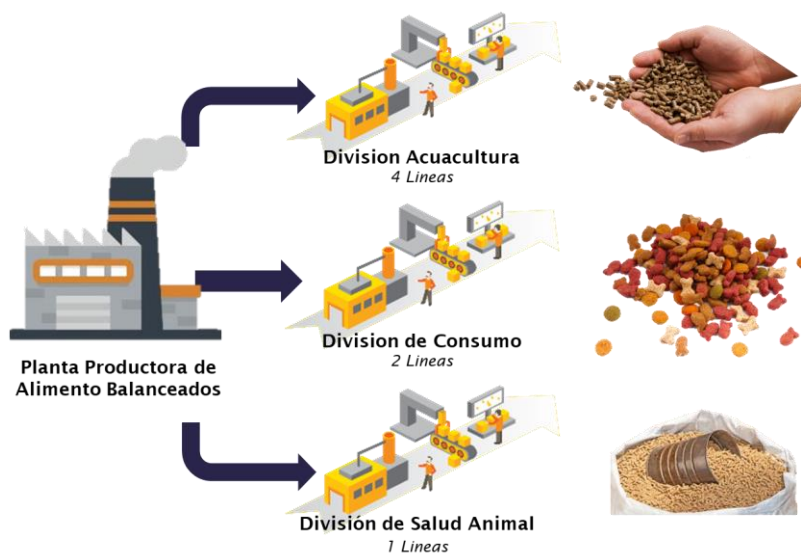 Division Acuacultura
4 Lineas
Planta Productora de
Alimento Balanceados
Division de Consumo
2 Lineas
División de Salud Animal
1 Lineas